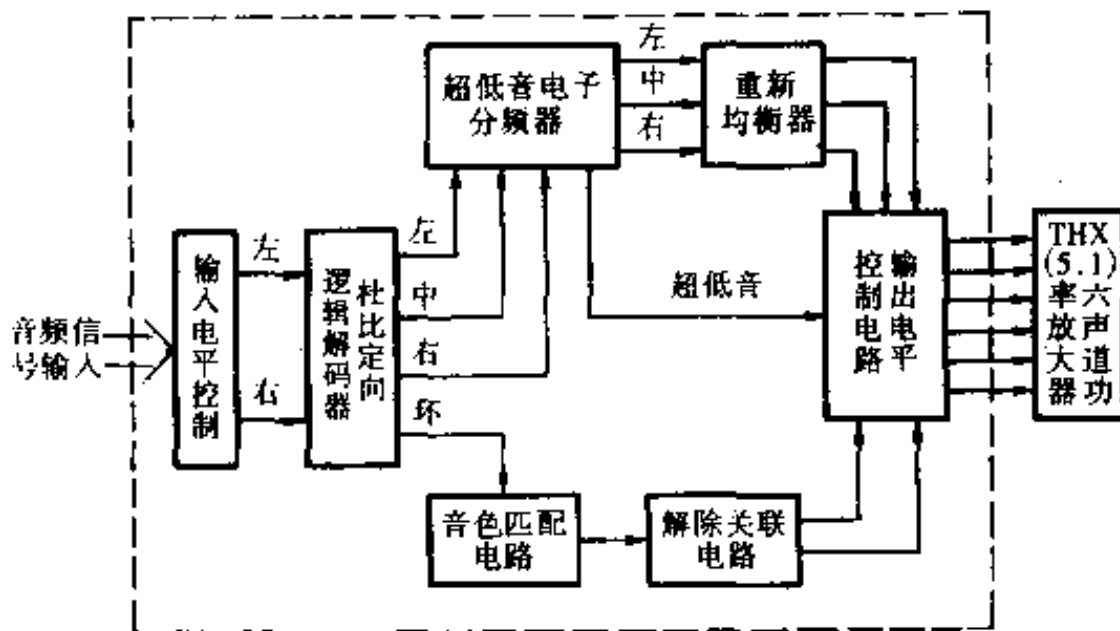 音频信
号输入
输入电平控制
左
右
杜比定向
逻辑解码器
左
中
右
环
超低音电子
分频器
左
中
右
重新
均衡器
超低音
音色匹配
电路
解除关联
电路
输出电平
控制电路
THX
(5.1)
率六
放声
大道
器功